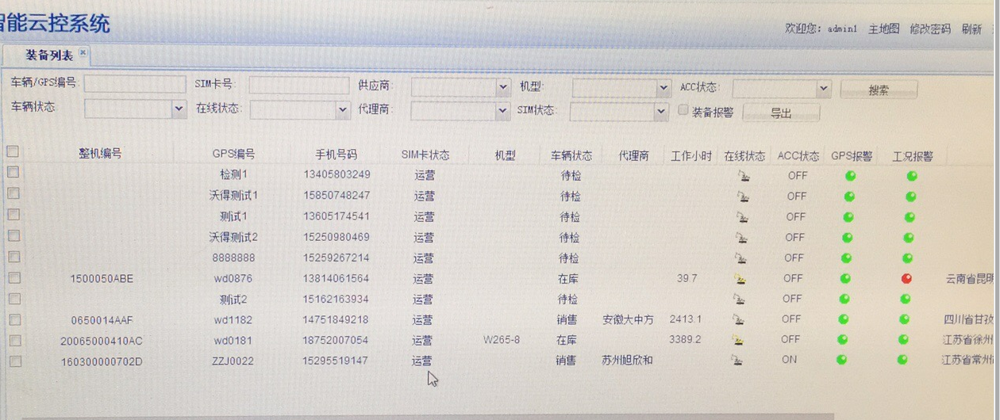 智能云控系统
欢迎您: admin1 主地图 修改密码 刷新
装备列表
车辆/GPS编号 SIM卡号: 供应商: 机型: ACC状态: 搜索
车辆状态 在线状态: 代理商: SIM状态: 装备报警 导出
整机编号 GPS编号 手机号码 SIM卡状态 机型 车辆状态 代理商 工作小时 在线状态 ACC状态 GPS报警 工况报警
检测1 13405803249 运营 待检 OFF
沃得测试1 15850748247 运营 待检 OFF
测试1 13605174541 运营 待检 OFF
沃得测试2 15250980469 运营 待检 OFF
8888888 15259267214 运营 待检 OFF
1500050ABE wd0876 13814061564 运营 在库 39.7 OFF 云南省昆明
测试2 15162163934 运营 待检 OFF
0650014AAF wd1182 14751849218 运营 销售 安徽大中方 2413.1 OFF 四川省甘孜
20065000410AC wd0181 18752007054 运营 W265-8 在库 3389.2 OFF 江苏省徐州
160300000702D ZZJ0022 15295519147 运营 销售 苏州旭欣和 ON 江苏省常州